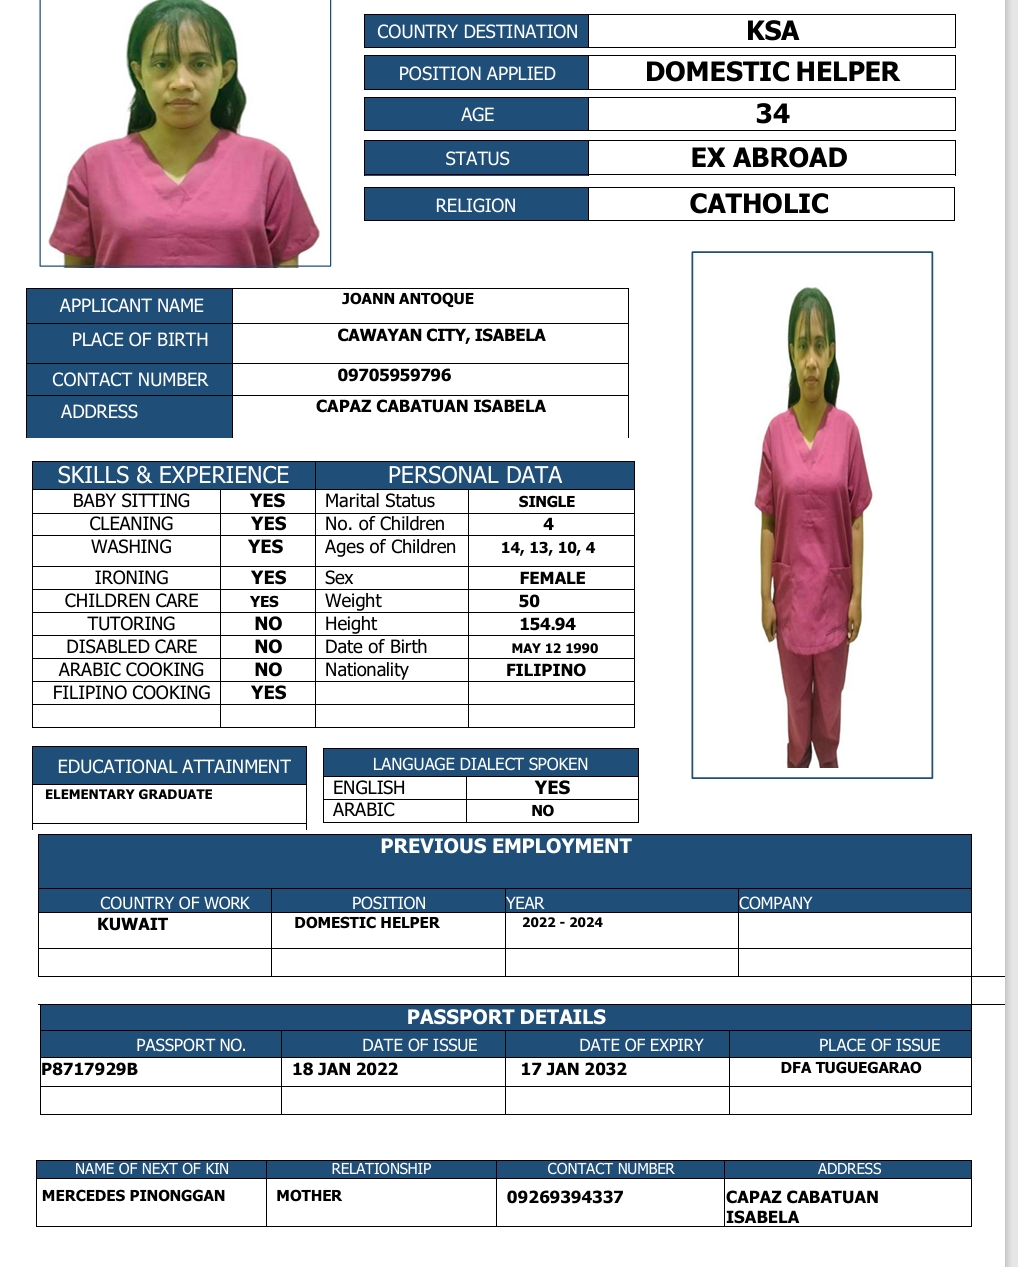 COUNTRY DESTINATION KSA
POSITION APPLIED DOMESTIC HELPER
AGE 34
STATUS EX ABROAD
RELIGION CATHOLIC
APPLICANT NAME JOANN ANTOQUE
PLACE OF BIRTH CAWAYAN CITY, ISABELA
CONTACT NUMBER 09705959796
ADDRESS CAPAZ CABATUAN ISABELA
SKILLS & EXPERIENCE PERSONAL DATA
BABY SITTING YES Marital Status SINGLE
CLEANING YES No. of Children 4
WASHING YES Ages of Children 14, 13, 10, 4
IRONING YES Sex FEMALE
CHILDREN CARE YES Weight 50
TUTORING NO Height 154.94
DISABLED CARE NO Date of Birth MAY 12 1990
ARABIC COOKING NO Nationality FILIPINO
FILIPINO COOKING YES
EDUCATIONAL ATTAINMENT
ELEMENTARY GRADUATE
LANGUAGE DIALECT SPOKEN
ENGLISH YES
ARABIC NO
PREVIOUS EMPLOYMENT
COUNTRY OF WORK POSITION YEAR COMPANY
KUWAIT DOMESTIC HELPER 2022 - 2024
PASSPORT DETAILS
PASSPORT NO. DATE OF ISSUE DATE OF EXPIRY PLACE OF ISSUE
P8717929B 18 JAN 2022 17 JAN 2032 DFA TUGUEGARAO
NAME OF NEXT OF KIN RELATIONSHIP CONTACT NUMBER ADDRESS
MERCEDES PINONGGAN MOTHER 09269394337 CAPAZ CABATUAN
ISABELA